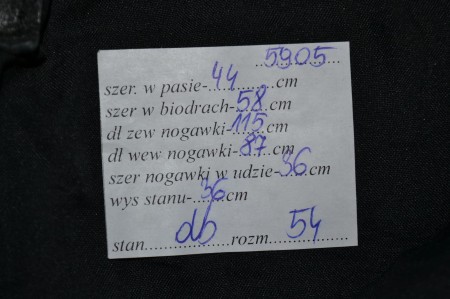 5905
szer. w pasie-44cm
szer w biodrach-58cm
dł zew nogawki-115cm
dł wew nogawki-87cm
szer nogawki w udzie-36cm
wys stanu-36cm
stan db rozm. 54